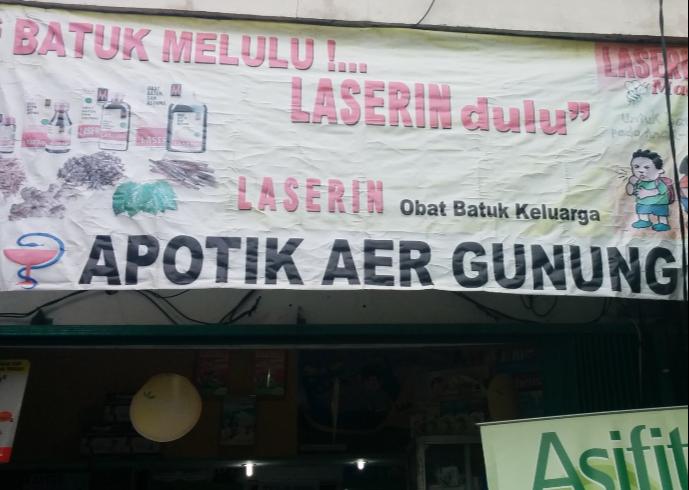 BATUK MELULU !....
LASERIN dulu"
LASERIN Obat Batuk Keluarga
APOTIK AER GUNUNG
Asifit